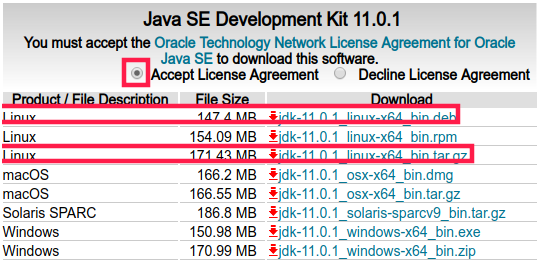 Java SE Development Kit 11.0.1
You must accept the Oracle Technology Network License Agreement for Oracle
Java SE to download this software.
Accept License Agreement Decline License Agreement
Product / File Description File Size Download
Linux 147.4 MB jdk-11.0.1_linux-x64_bin.deb
Linux 154.09 MB jdk-11.0.1_linux-x64_bin.rpm
Linux 171.43 MB jdk-11.0.1_linux-x64_bin.tar.gz
macOS 166.2 MB jdk-11.0.1_osx-x64_bin.dmg
macOS 166.55 MB jdk-11.0.1_osx-x64_bin.tar.gz
Solaris SPARC 186.8 MB jdk-11.0.1_solaris-sparcv9_bin.tar.gz
Windows 150.98 MB jdk-11.0.1_windows-x64_bin.exe
Windows 170.99 MB jdk-11.0.1_windows-x64_bin.zip